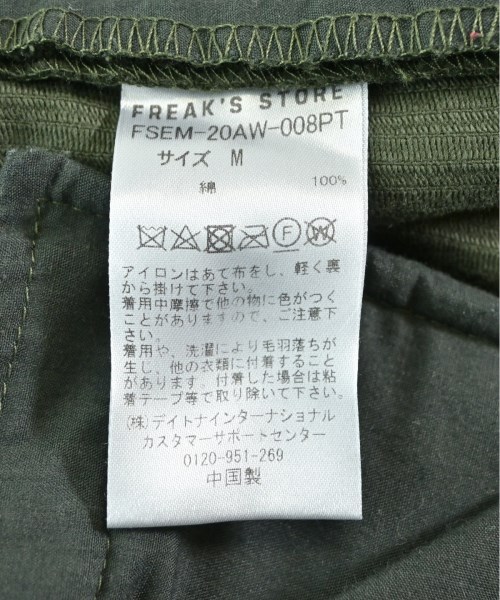 FREAK'S STORE
FSEM-20AW-008PT
サイズ M
綿 100%
F W
アイロンはあて布をし、軽く裏
から掛けて下さい。
着用中摩擦で他の物に色がつく
ことがありますので、ご注意下
さい。
着用や、洗濯により毛羽落ちが
生じ、他の衣類に付着すること
があります。付着した場合は粘
着テープ等で取り除いて下さい。
(株)デイトナインターナショナル
カスタマーサポートセンター
0120-951-269
中国製